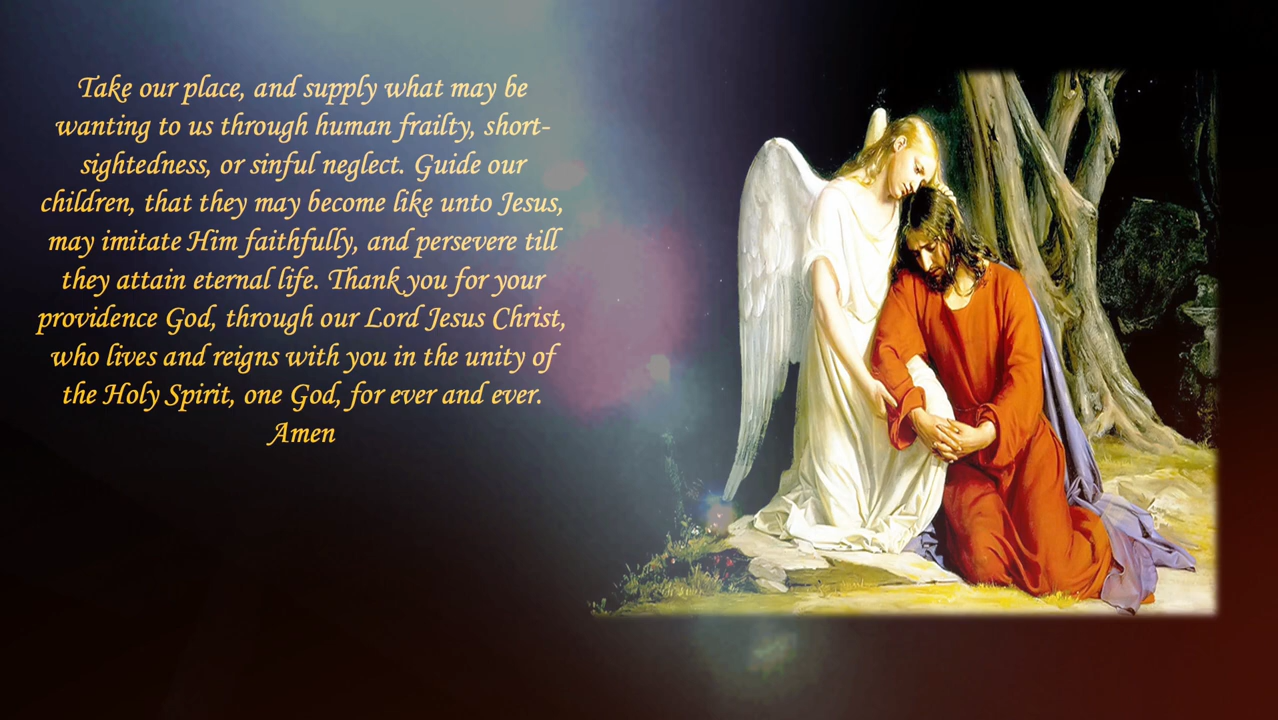 Take our place, and supply what may be
wanting to us through human frailty, short-
sightedness, or sinful neglect. Guide our
children, that they may become like unto Jesus,
may imitate Him faithfully, and persevere till
they attain eternal life. Thank you for your
providence God, through our Lord Jesus Christ,
who lives and reigns with you in the unity of
the Holy Spirit, one God, for ever and ever.
Amen